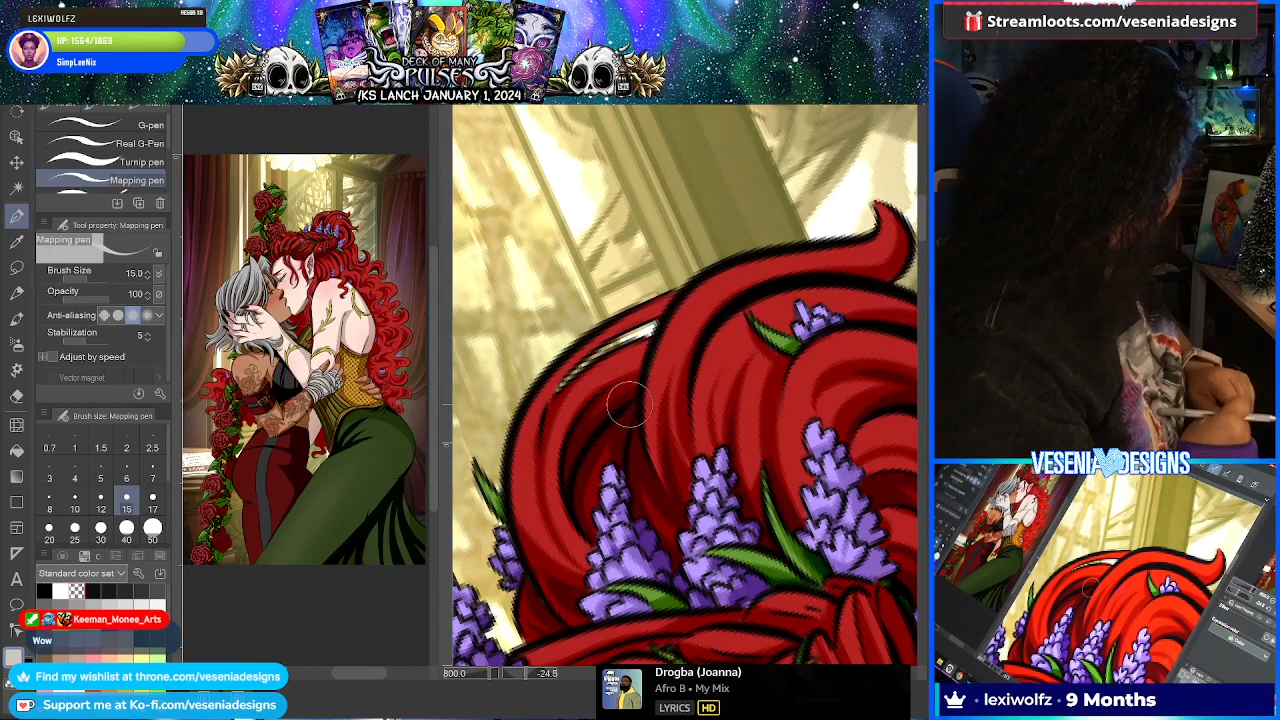 LEXIWOLFZ
HP: 1564/1869
SimpLeeNix
DECK OF MANY
PULSES
!KS LANCH JANUARY 1, 2024
Streamloots.com/veseniadesigns
G-pen
Real G-Pen
Turnip pen
Mapping pen
Tool property: Mapping pen
Mapping pen
Brush Size 15.0
Opacity 100
Anti-aliasing
Stabilization 5
Adjust by speed
Vector magnet
Brush size: Mapping pen
0.7 1 1.5 2 2.5
3 4 5 6 7
8 10 12 15 17
20 25 30 40 50
Standard color set
Keeman_Monee_Arts
Wow
Find my wishlist at throne.com/veseniadesigns
Support me at Ko-fi.com/veseniadesigns
800.0
-24.5
Drogba (Joanna)
Afro B • My Mix
LYRICS HD
VESENIA DESIGNS
lexiwolfz 9 Months